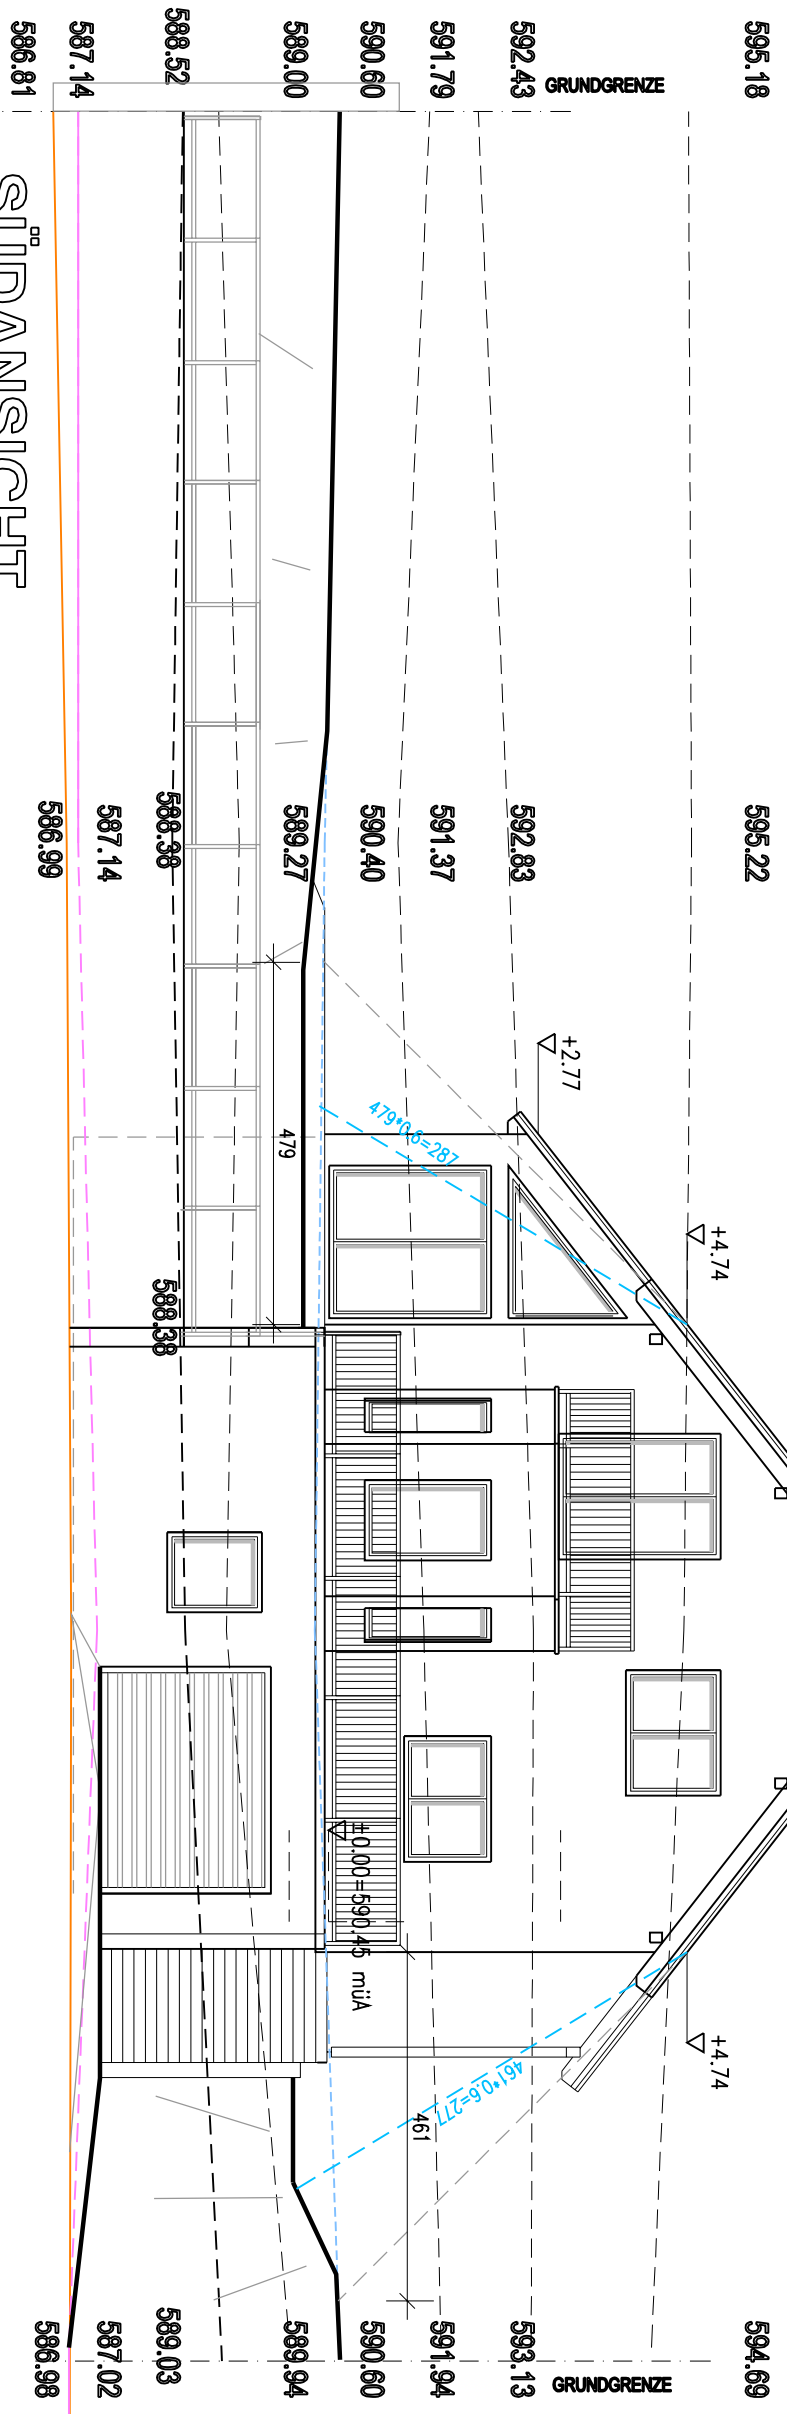 595.18 595.22 594.69
GRUNDGRENZE GRUNDGRENZE
592.43 592.83 593.13
591.79 591.37 591.94
590.60 590.40 590.60
589.00 589.27 589.94
588.52 588.38 588.38 589.03
587.14 587.14 587.02
586.81 586.99 586.98
+4.74 +4.74
+2.77
479*0.6=287
461*0.6=277
±0.00=590.45 müA
461
479
SÜDANSICHT